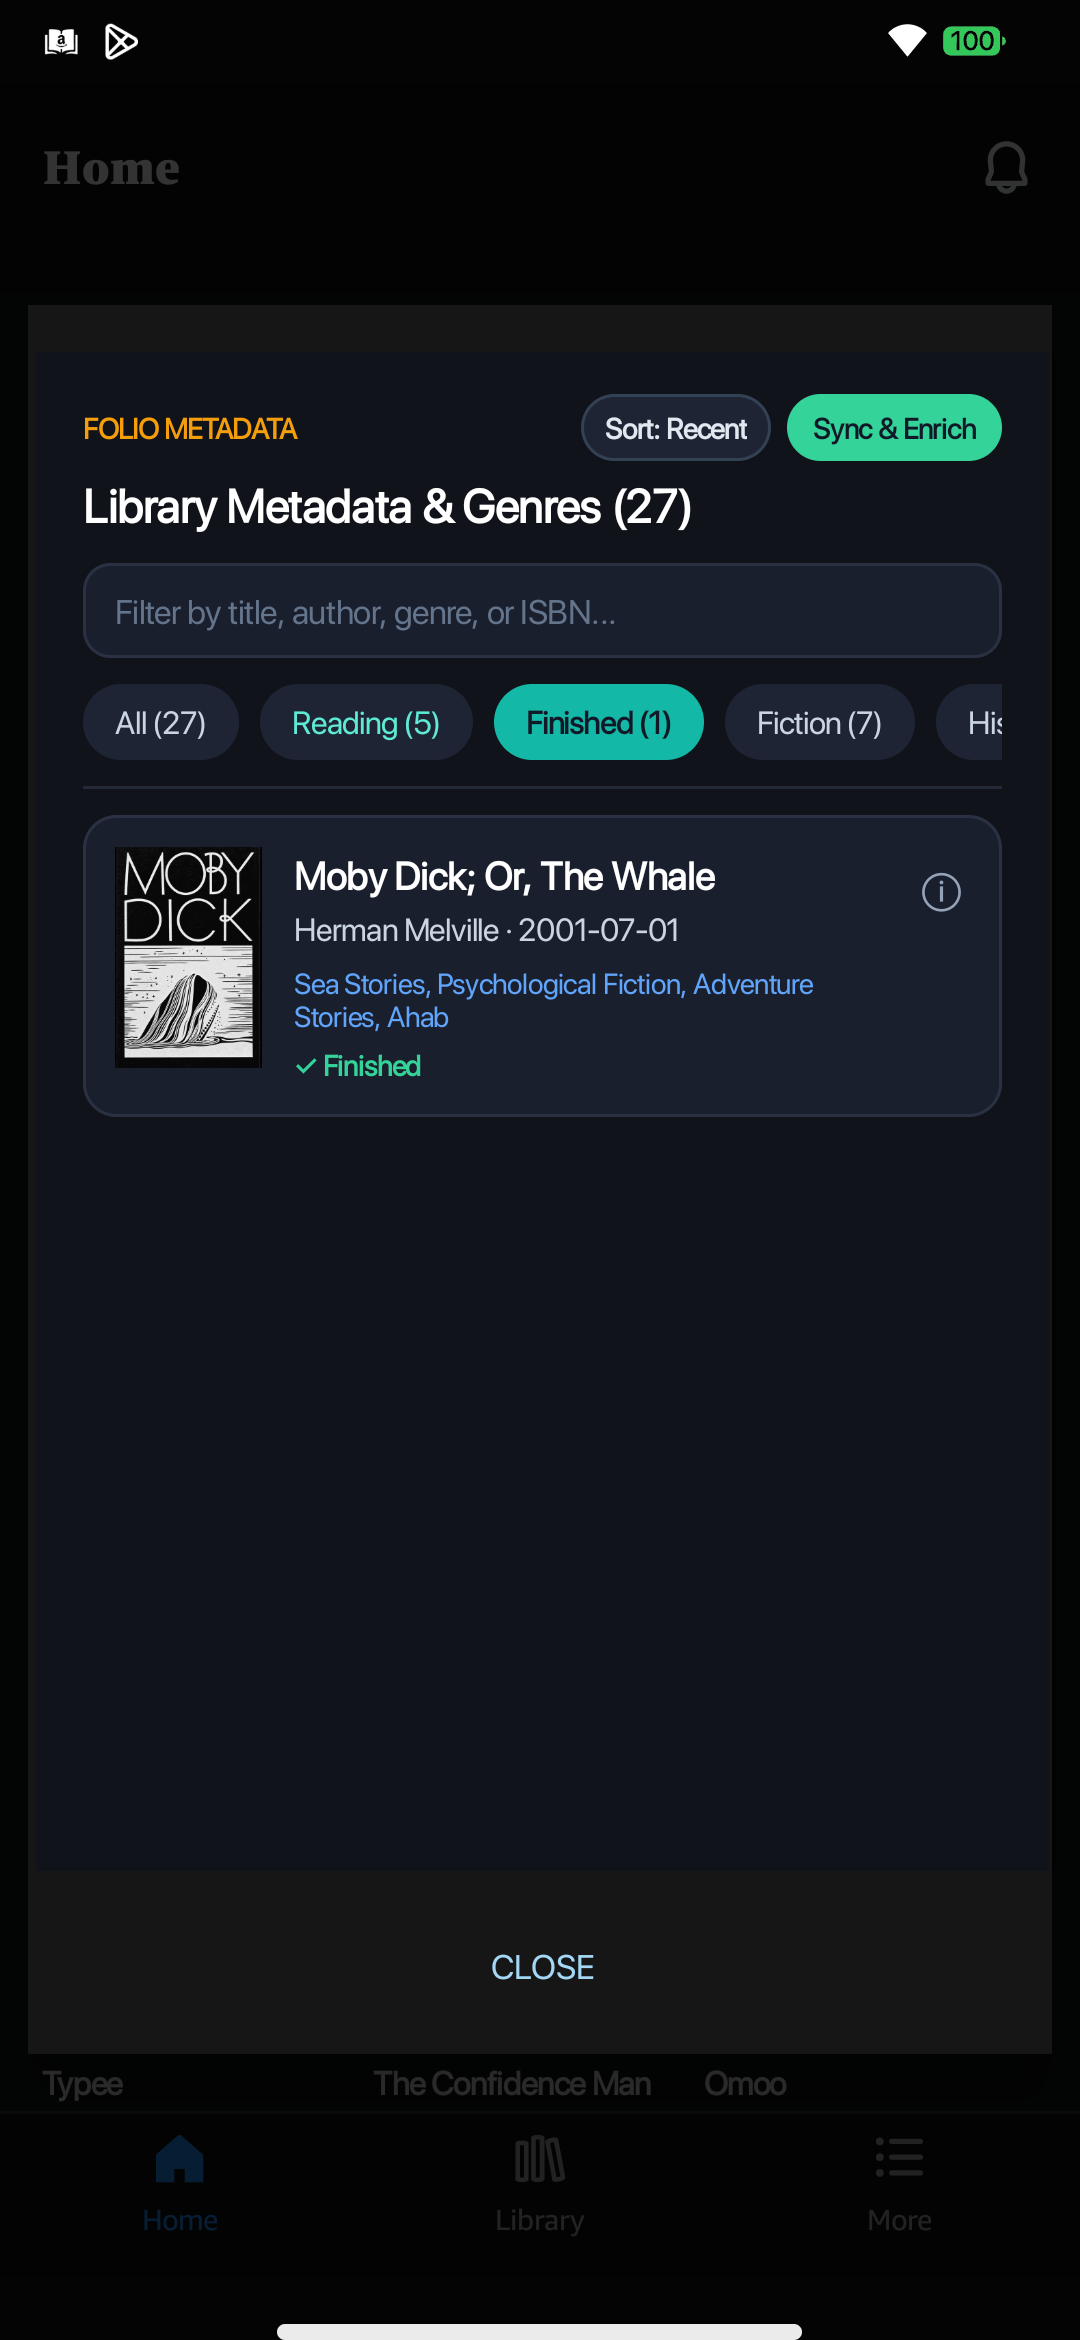 100
Home
FOLIO METADATA
Sort: Recent
Sync & Enrich
Library Metadata & Genres (27)
Filter by title, author, genre, or ISBN...
All (27)
Reading (5)
Finished (1)
Fiction (7)
His
MOBY
DICK
Moby Dick; Or, The Whale
Herman Melville · 2001-07-01
Sea Stories, Psychological Fiction, Adventure
Stories, Ahab
✓ Finished
CLOSE
Typee
The Confidence Man
Omoo
Home
Library
More